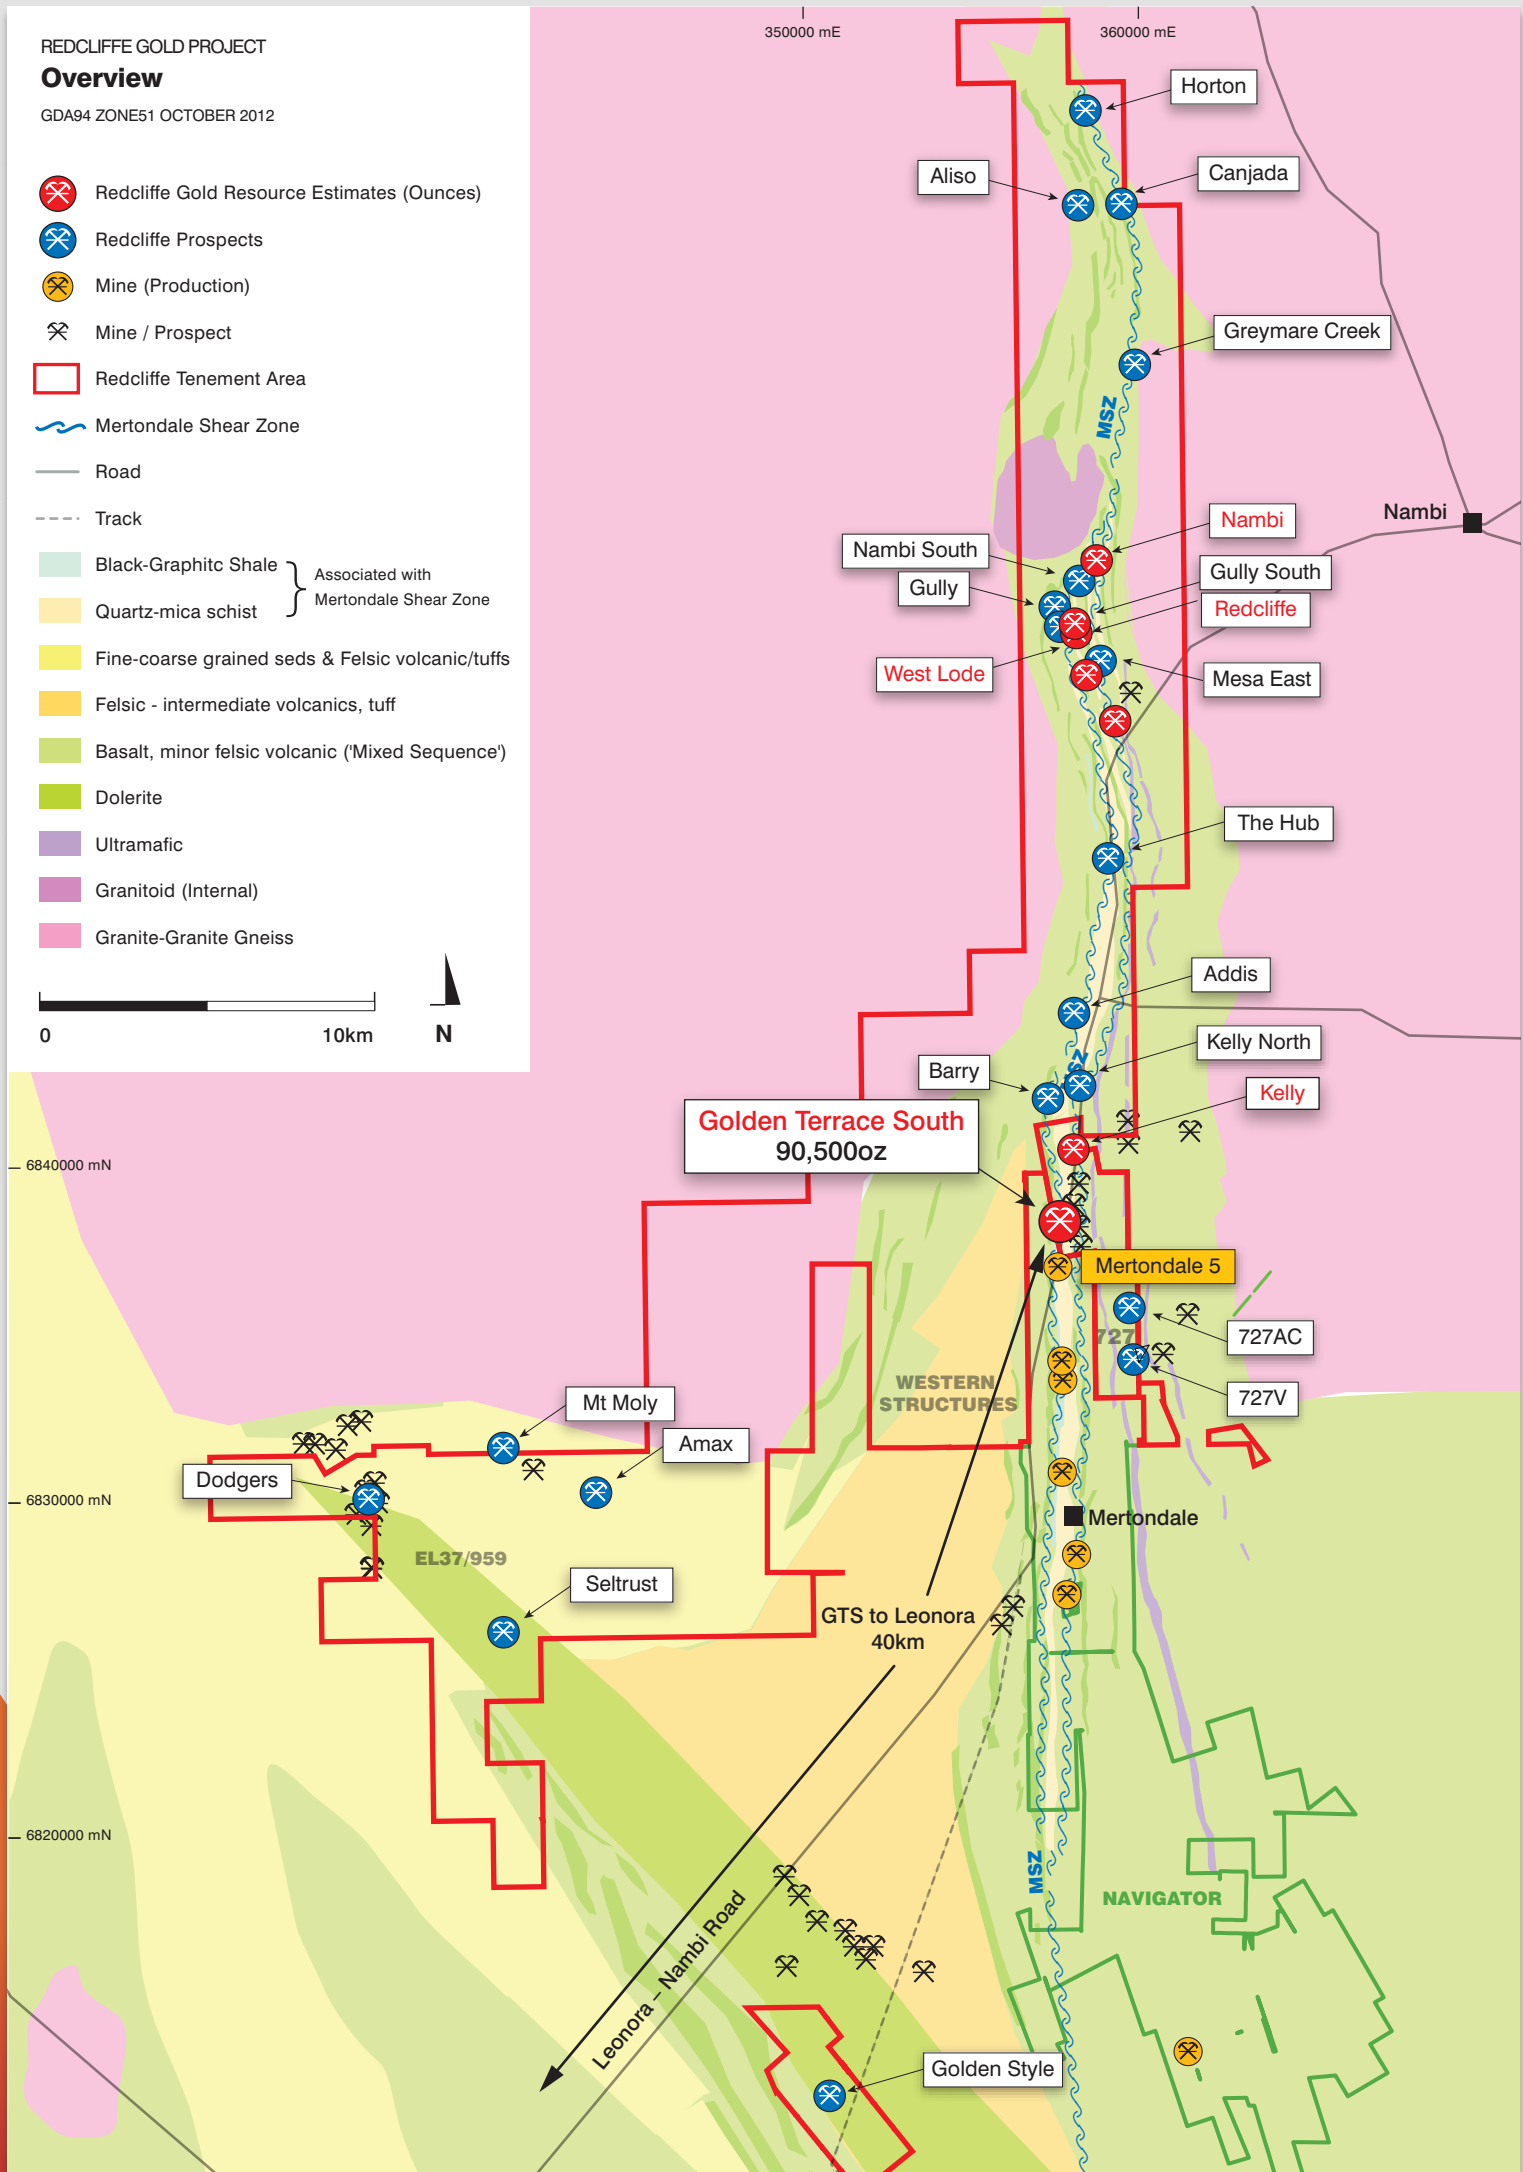 REDCLIFFE GOLD PROJECT
Overview
GDA94 ZONE51 OCTOBER 2012
Redcliffe Gold Resource Estimates (Ounces)
Redcliffe Prospects
Mine (Production)
Mine / Prospect
Redcliffe Tenement Area
Mertondale Shear Zone
Road
Track
Black-Graphitc Shale
Quartz-mica schist
Associated with
Mertondale Shear Zone
Fine-coarse grained seds & Felsic volcanic/tuffs
Felsic - intermediate volcanics, tuff
Basalt, minor felsic volcanic ('Mixed Sequence')
Dolerite
Ultramafic
Granitoid (Internal)
Granite-Granite Gneiss
0
10km
N
350000 mE
360000 mE
Horton
Aliso
Canjada
Greymare Creek
MSZ
Nambi
Nambi
Nambi South
Gully South
Gully
Redcliffe
West Lode
Mesa East
The Hub
Addis
Kelly North
MSZ
Barry
Kelly
Golden Terrace South
90,500oz
6840000 mN
Mertondale 5
727
727AC
WESTERN
STRUCTURES
727V
Mt Moly
Amax
Dodgers
6830000 mN
Mertondale
EL37/959
Seltrust
GTS to Leonora
40km
6820000 mN
MSZ
NAVIGATOR
Leonora – Nambi Road
Golden Style